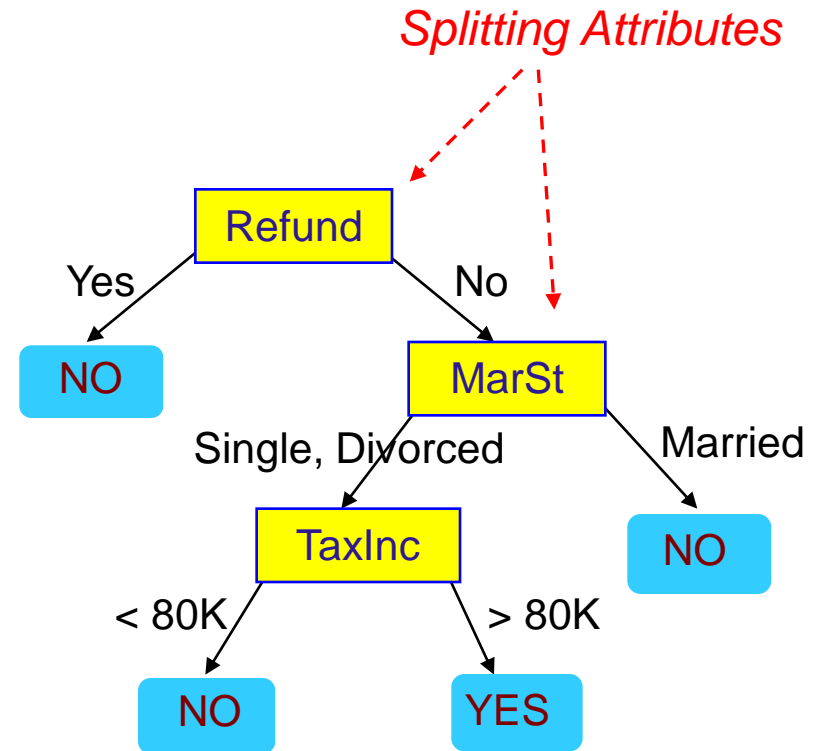 Splitting Attributes
Refund
Yes
No
NO
MarSt
Single, Divorced
Married
TaxInc
NO
< 80K
> 80K
NO
YES